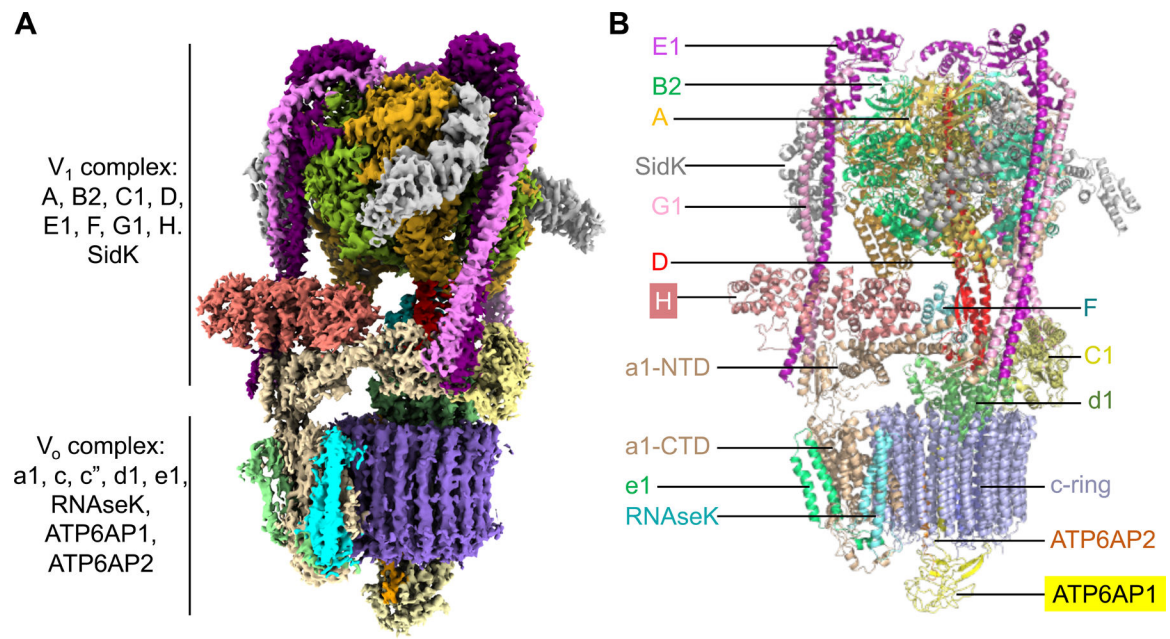 A
V₁ complex:
A, B2, C1, D,
E1, F, G1, H.
SidK
Vₒ complex:
a1, c, c”, d1, e1,
RNAseK,
ATP6AP1,
ATP6AP2
B
E1
B2
A
SidK
G1
D
H
F
a1-NTD
C1
d1
a1-CTD
e1
c-ring
RNAseK
ATP6AP2
ATP6AP1